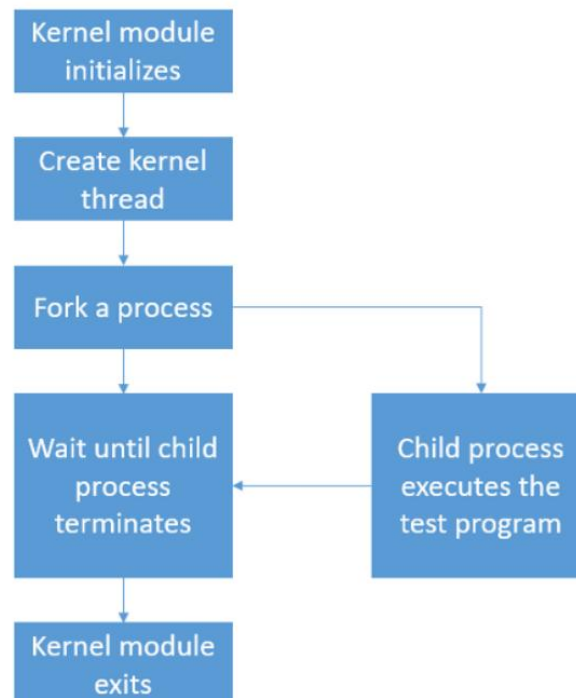 Kernel module
initializes
Create kernel
thread
Fork a process
Wait until child
process
terminates
Child process
executes the
test program
Kernel module
exits